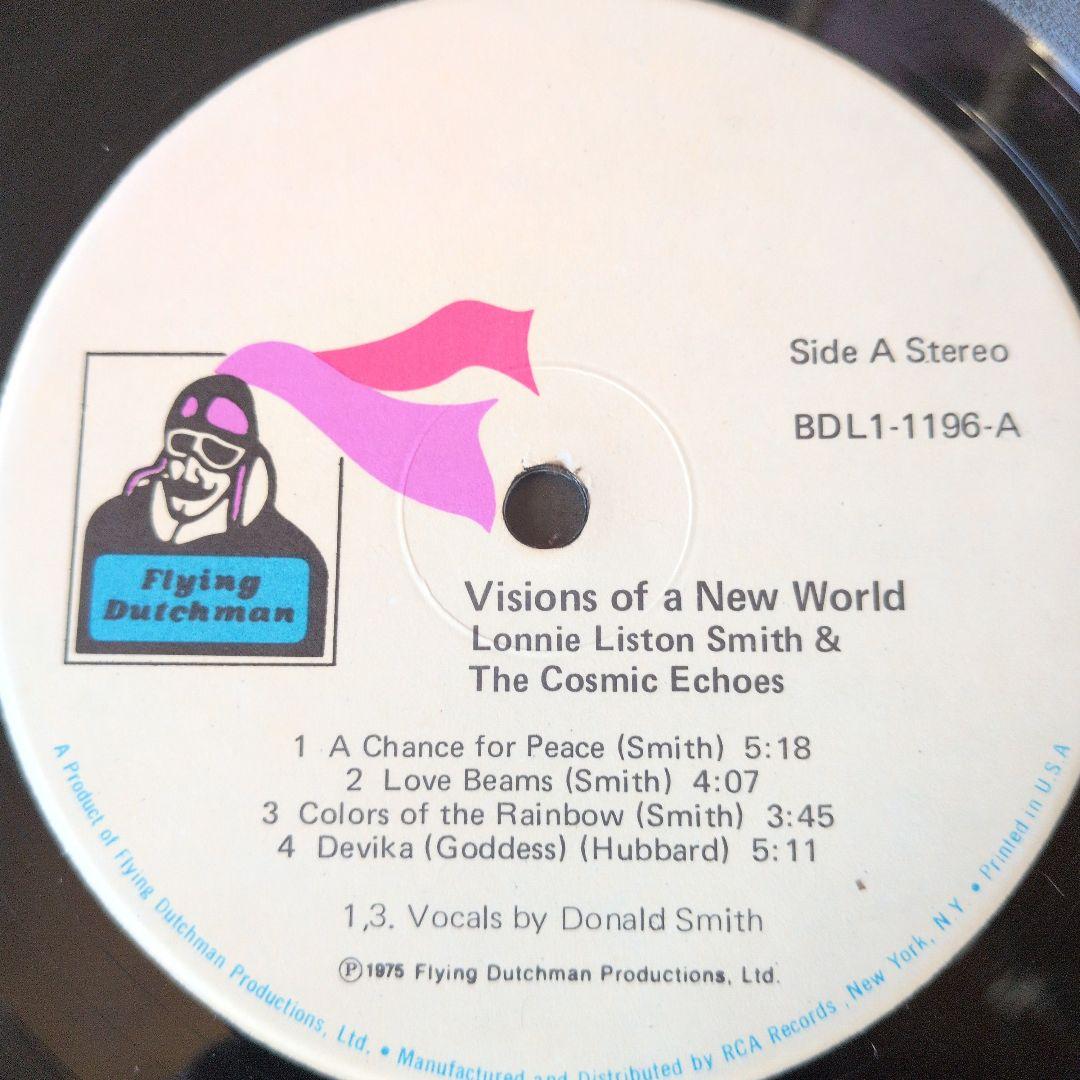 Side A Stereo
BDL1-1196-A
Flying
Dutchman
Visions of a New World
Lonnie Liston Smith &
The Cosmic Echoes
1 A Chance for Peace (Smith) 5:18
2 Love Beams (Smith) 4:07
3 Colors of the Rainbow (Smith) 3:45
4 Devika (Goddess) (Hubbard) 5:11
1,3. Vocals by Donald Smith
Ⓟ1975 Flying Dutchman Productions, Ltd.
A Product of Flying Dutchman Productions, Ltd. • Manufactured and Distributed by RCA Records , New York, N Y. • Printed in U.S.A